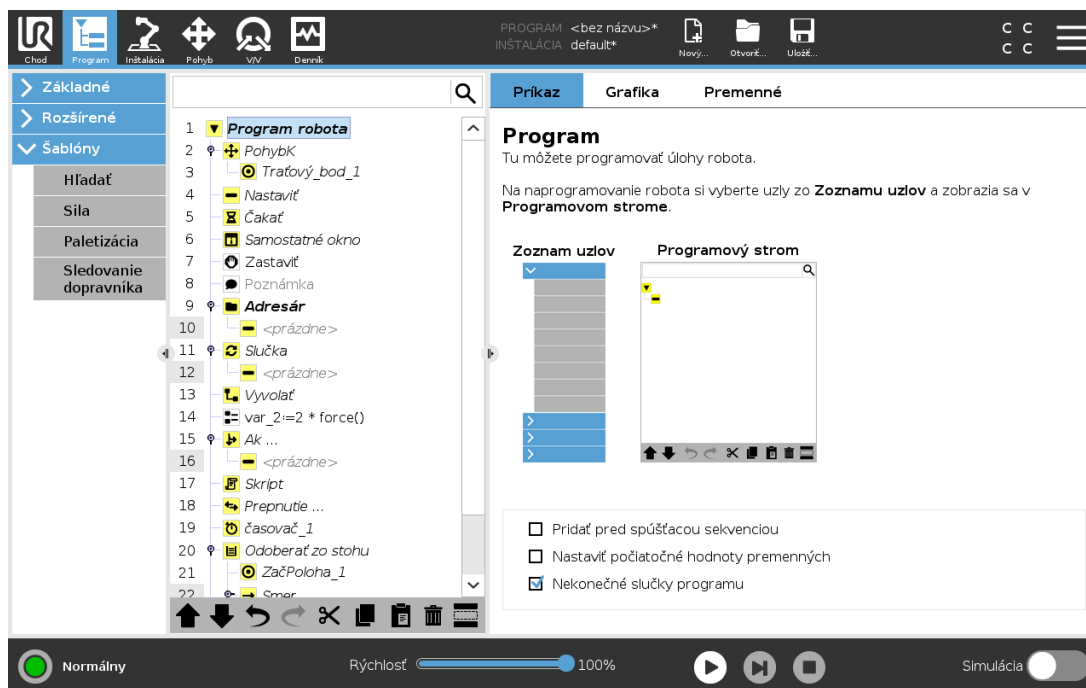 PROGRAM <bez názvu>*
INŠTALÁCIA default*
Chod Program Inštalácia Pohyb V/V Denník
Nový... Otvoriť... Uložiť...
C C
C C
Základné
Rozšírené
Šablóny
Hľadať
Sila
Paletizácia
Sledovanie
dopravníka
1 Program robota
2 PohybK
3 Traťový_bod_1
4 Nastaviť
5 Čakať
6 Samostatné okno
7 Zastaviť
8 Poznámka
9 Adresár
10 <prázdne>
11 Slučka
12 <prázdne>
13 Vyvolať
14 var_2:=2 * force()
15 Ak ...
16 <prázdne>
17 Skript
18 Prepnutie ...
19 časovač_1
20 Odoberať zo stohu
21 ZačPoloha_1
22 Smer
Príkaz Grafika Premenné
Program
Tu môžete programovať úlohy robota.
Na naprogramovanie robota si vyberte uzly zo Zoznamu uzlov a zobrazia sa v
Programovom strome.
Zoznam uzlov Programový strom
Pridať pred spúšťacou sekvenciou
Nastaviť počiatočné hodnoty premenných
Nekonečné slučky programu
Normálny
Rýchlosť 100%
Simulácia